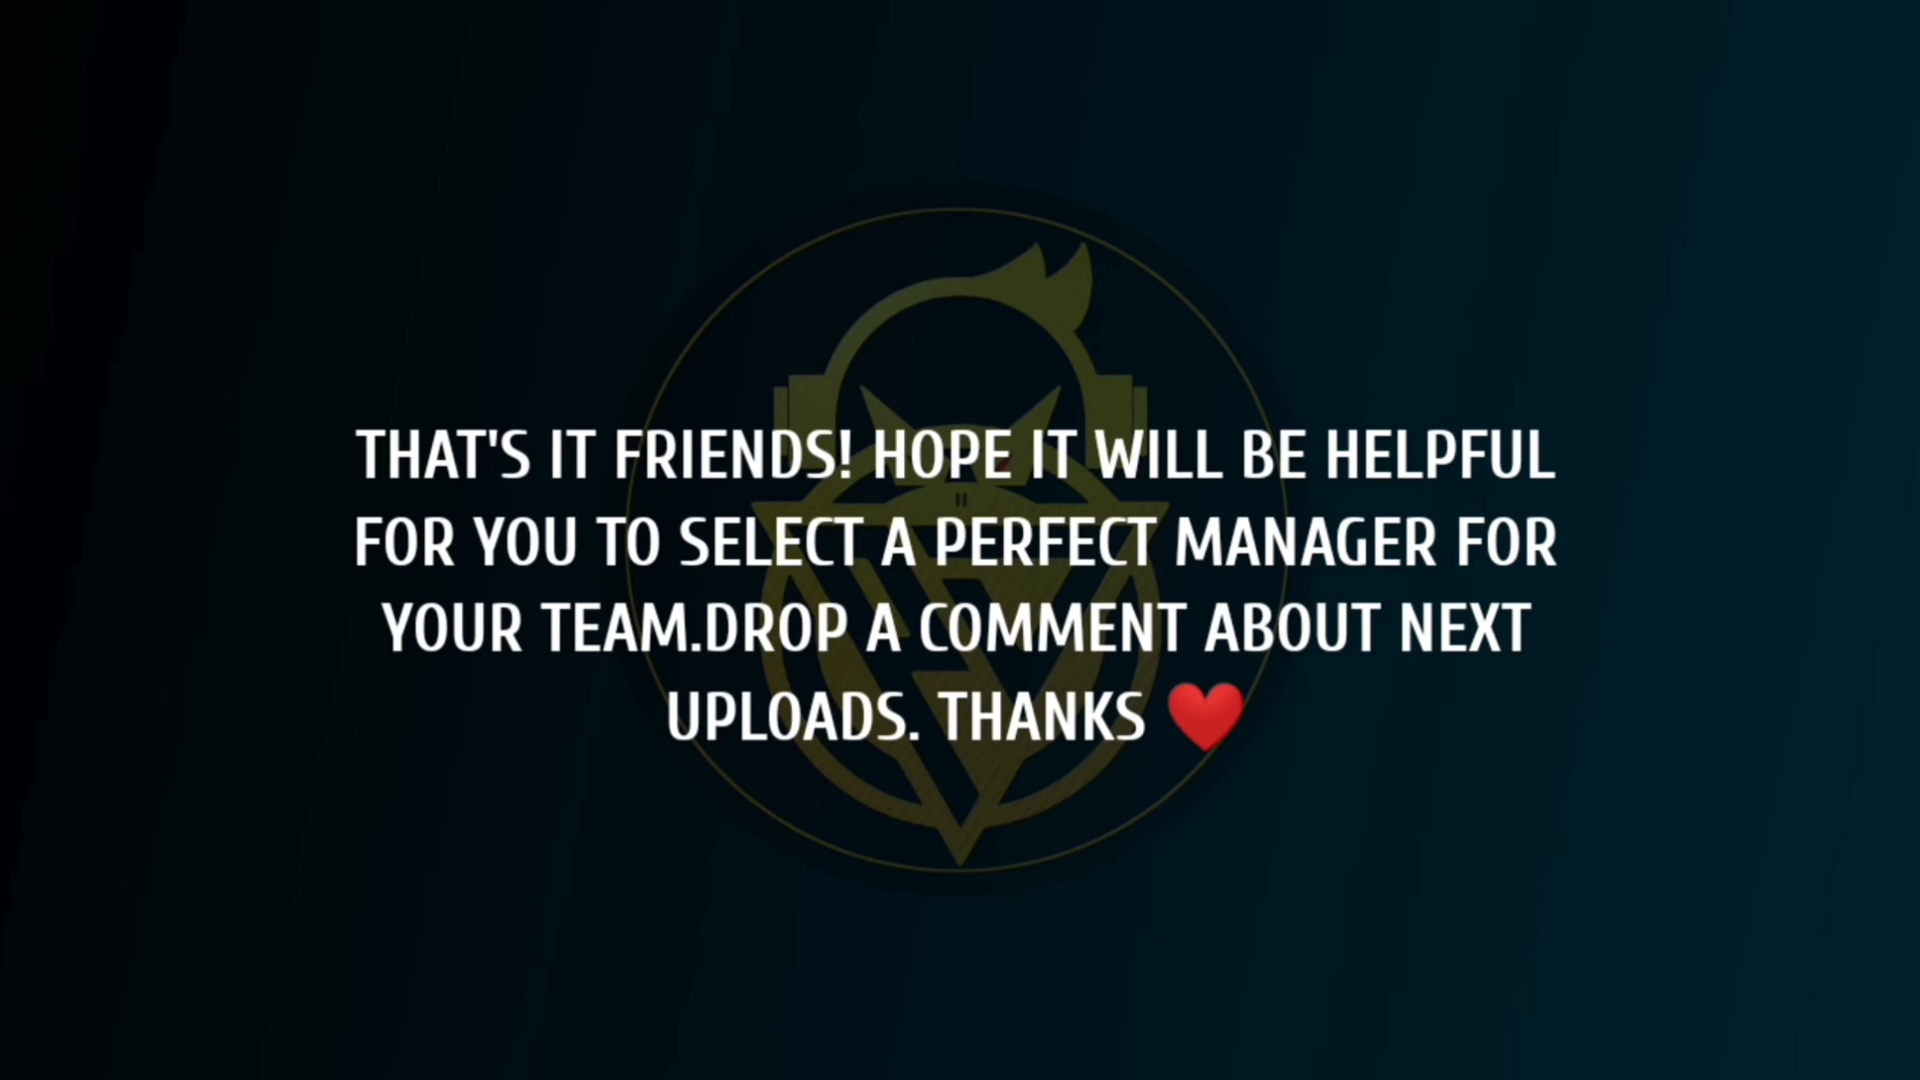 THAT'S IT FRIENDS! HOPE IT WILL BE HELPFUL
FOR YOU TO SELECT A PERFECT MANAGER FOR
YOUR TEAM.DROP A COMMENT ABOUT NEXT
UPLOADS. THANKS ❤️